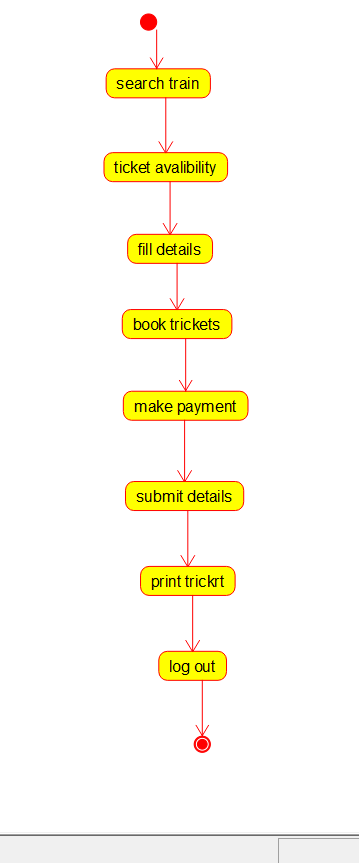 search train
ticket avalibility
fill details
book trickets
make payment
submit details
print trickrt
log out